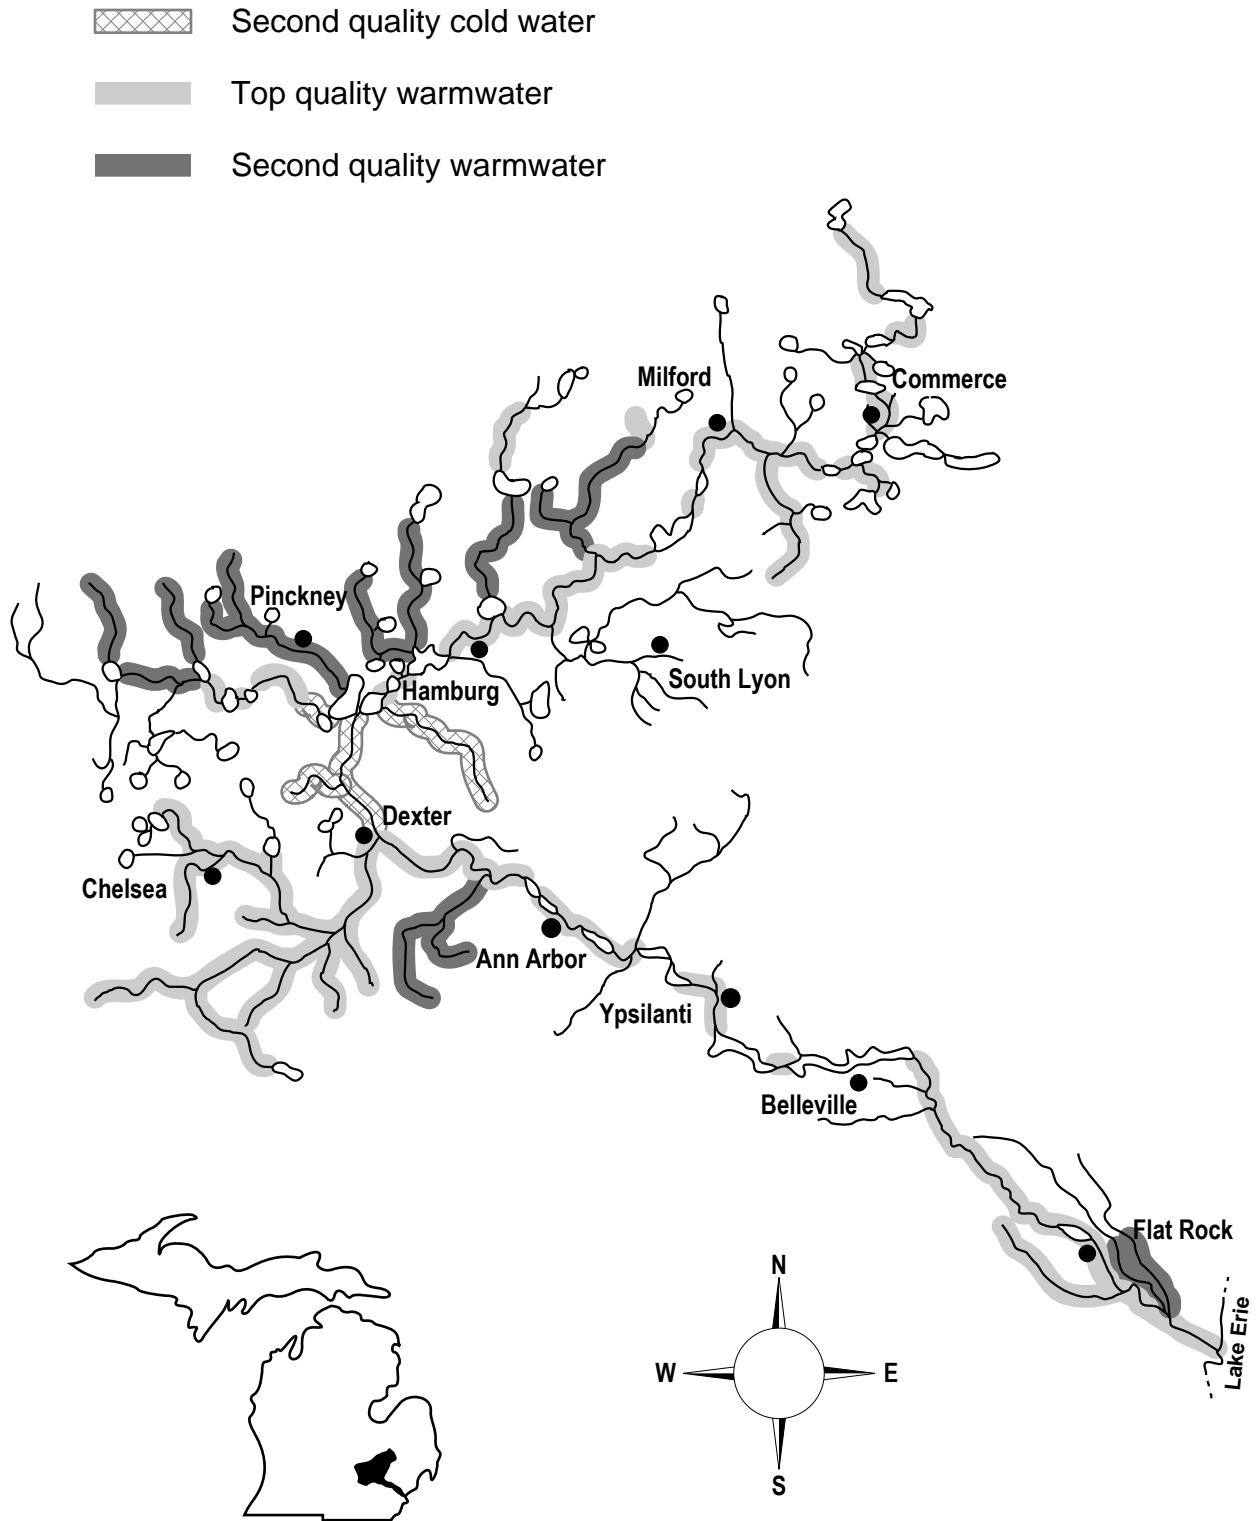 Second quality cold water
Top quality warmwater
Second quality warmwater
Milford
Commerce
Pinckney
South Lyon
Hamburg
Dexter
Chelsea
Ann Arbor
Ypsilanti
Belleville
Flat Rock
N
W
E
S
Lake Erie